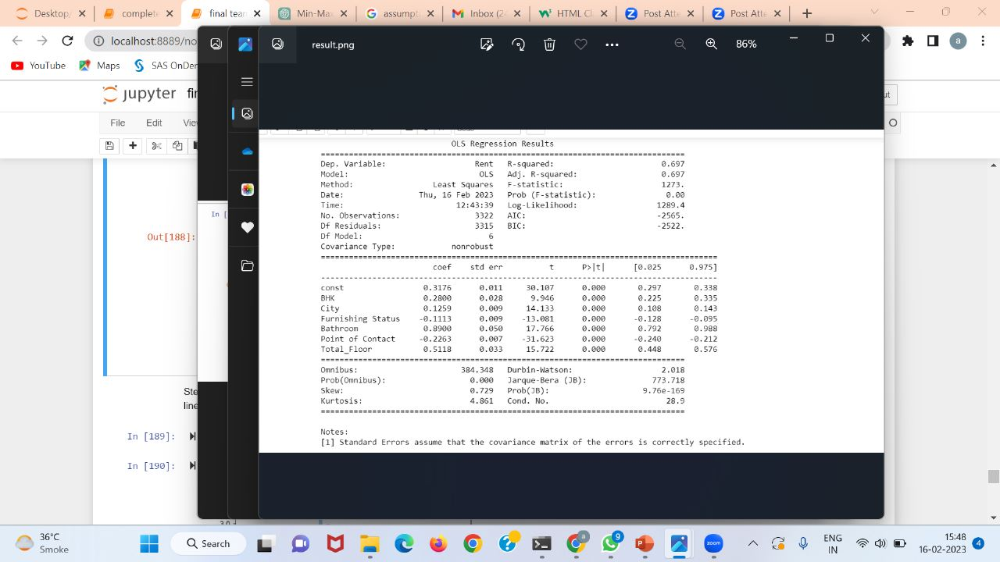 Desktop/
complete
final tean
Min-Max
assumpt
Inbox (2
HTML Cl
Post Atte
Post Atte
localhost:8889/no
a
YouTube
Maps
SAS OnDer
result.png
86%
jupyter
fin
ut
File
Edit
Viev
OLS Regression Results
Dep. Variable: Rent R-squared: 0.697
Model: OLS Adj. R-squared: 0.697
Method: Least Squares F-statistic: 1273.
Date: Thu, 16 Feb 2023 Prob (F-statistic): 0.00
Time: 12:43:39 Log-Likelihood: 1289.4
No. Observations: 3322 AIC: -2565.
Df Residuals: 3315 BIC: -2522.
Df Model: 6
Covariance Type: nonrobust
coef std err t P>|t| [0.025 0.975]
const 0.3176 0.011 30.107 0.000 0.297 0.338
BHK 0.2800 0.028 9.946 0.000 0.225 0.335
City 0.1259 0.009 14.133 0.000 0.108 0.143
Furnishing Status -0.1113 0.009 -13.081 0.000 -0.128 -0.095
Bathroom 0.8900 0.050 17.766 0.000 0.792 0.988
Point of Contact -0.2263 0.007 -31.623 0.000 -0.240 -0.212
Total_Floor 0.5118 0.033 15.722 0.000 0.448 0.576
Omnibus: 384.348 Durbin-Watson: 2.018
Prob(Omnibus): 0.000 Jarque-Bera (JB): 773.718
Skew: 0.729 Prob(JB): 9.76e-169
Kurtosis: 4.861 Cond. No. 28.9
Notes:
[1] Standard Errors assume that the covariance matrix of the errors is correctly specified.
In [
Out[188]:
Ste
line
In [189]:
In [190]:
36°C
Smoke
Search
a
9
zoom
ENG
IN
15:48
16-02-2023
4